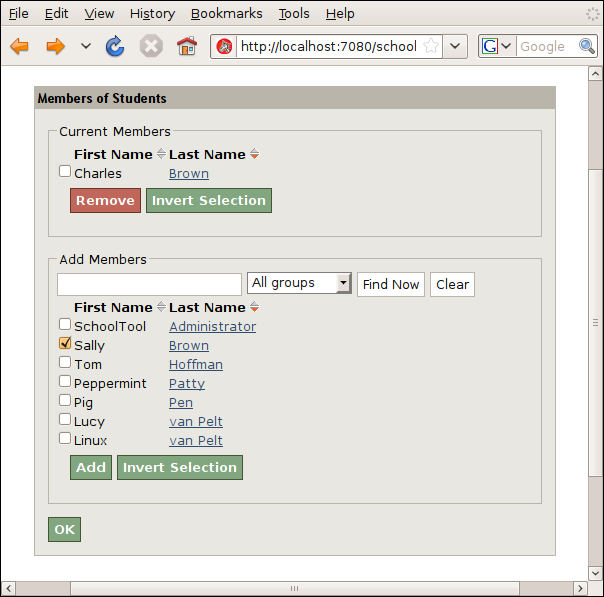 File Edit View History Bookmarks Tools Help
http://localhost:7080/school G Google
Members of Students
Current Members
First Name Last Name
Charles Brown
Remove Invert Selection
Add Members
All groups Find Now Clear
First Name Last Name
SchoolTool Administrator
Sally Brown
Tom Hoffman
Peppermint Patty
Pig Pen
Lucy van Pelt
Linux van Pelt
Add Invert Selection
OK